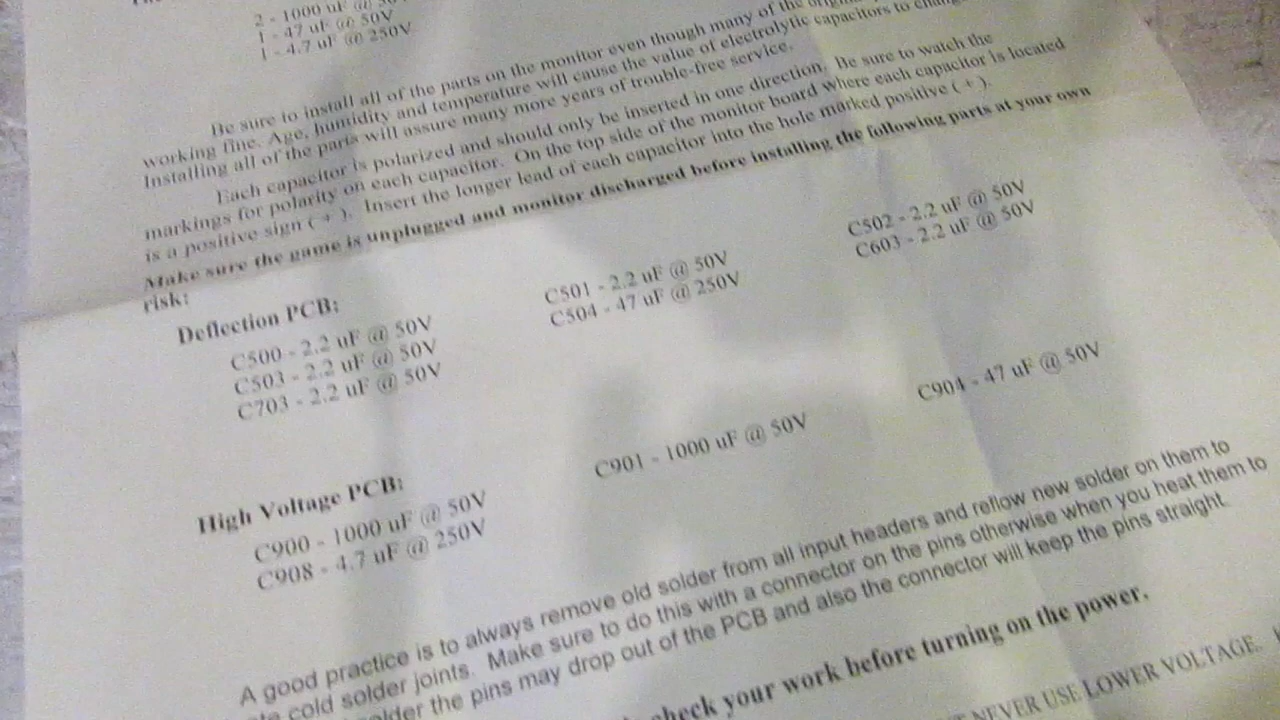 2 - 1000 uF @
1 - 47 uF @ 50V
1 - 4.7 uF @ 250V
Be sure to install all of the parts on the monitor even though many of the
working fine. Age, humidity and temperature will cause the value of electrolytic capacitors to
Installing all of the parts will assure many more years of trouble-free service.
Each capacitor is polarized and should only be inserted in one direction. Be sure to watch the
markings for polarity on each capacitor. On the top side of the monitor board where each capacitor is located
is a positive sign ( + ). Insert the longer lead of each capacitor into the hole marked positive ( + ).
Make sure the game is unplugged and monitor discharged before installing the following parts at your own
risk:
Deflection PCB:
C500 - 2.2 uF @ 50V C501 - 2.2 uF @ 50V C502 - 2.2 uF @ 50V
C503 - 2.2 uF @ 50V C504 - 47 uF @ 250V C603 - 2.2 uF @ 50V
C703 - 2.2 uF @ 50V
High Voltage PCB:
C900 - 1000 uF @ 50V C901 - 1000 uF @ 50V C904 - 47 uF @ 50V
C908 - 4.7 uF @ 250V
A good practice is to always remove old solder from all input headers and reflow new solder on them to
cold solder joints. Make sure to do this with a connector on the pins otherwise when you heat them to
the pins may drop out of the PCB and also the connector will keep the pins straight.
check your work before turning on the power.
NEVER USE LOWER VOLTAGE.